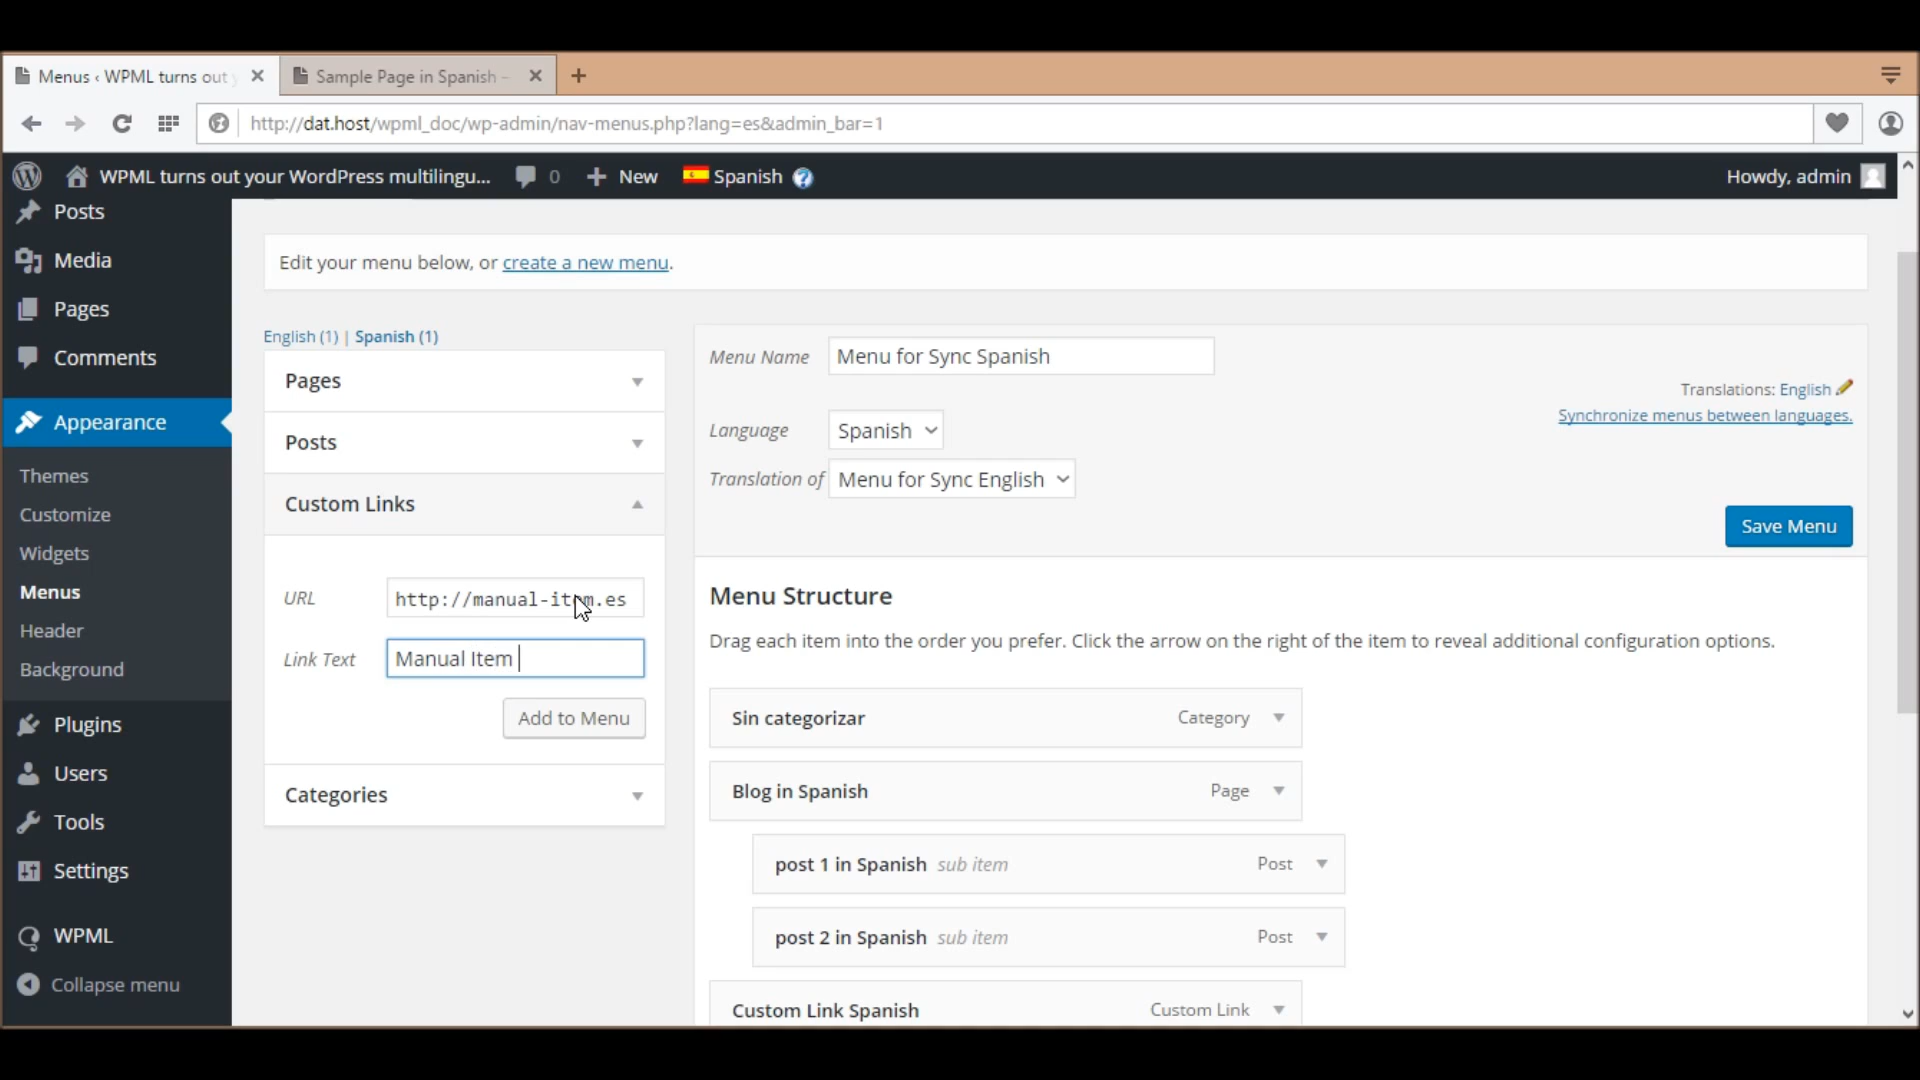 Menus ‹ WPML turns out y
Sample Page in Spanish –
http://dat.host/wpml_doc/wp-admin/nav-menus.php?lang=es&admin_bar=1
WPML turns out your WordPress multilingu... 0 New Spanish Howdy, admin
Posts
Media
Pages
Comments
Appearance
Themes
Customize
Widgets
Menus
Header
Background
Plugins
Users
Tools
Settings
WPML
Collapse menu
Edit your menu below, or create a new menu.
English (1) | Spanish (1)
Pages
Posts
Custom Links
URL http://manual-item.es
Link Text Manual Item
Add to Menu
Categories
Menu Name Menu for Sync Spanish
Translations: English
Synchronize menus between languages.
Language Spanish
Translation of Menu for Sync English
Save Menu
Menu Structure
Drag each item into the order you prefer. Click the arrow on the right of the item to reveal additional configuration options.
Sin categorizar Category
Blog in Spanish Page
post 1 in Spanish sub item Post
post 2 in Spanish sub item Post
Custom Link Spanish Custom Link